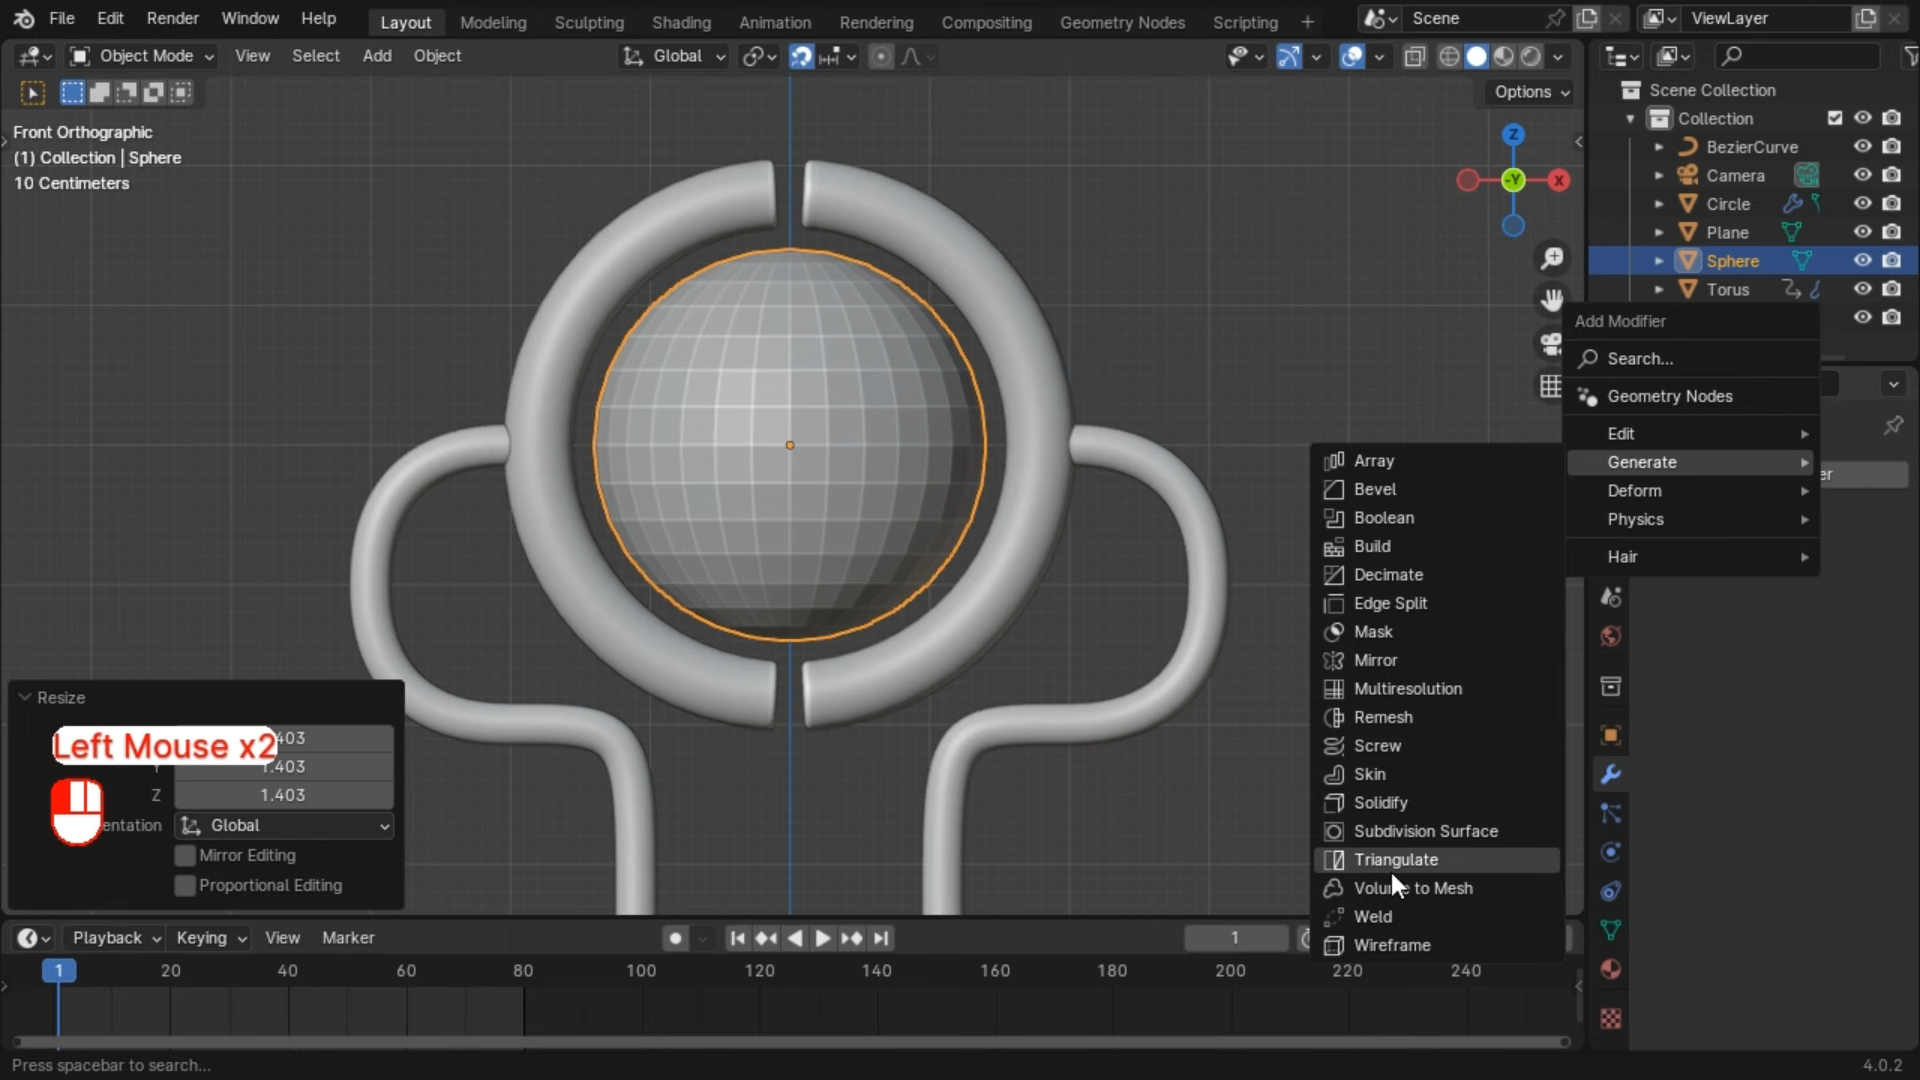 File Edit Render Window Help Layout Modeling Sculpting Shading Animation Rendering Compositing Geometry Nodes Scripting + Scene ViewLayer
Object Mode View Select Add Object Global
Options
Front Orthographic
(1) Collection | Sphere
10 Centimeters
Z
-Y X
Scene Collection
Collection
BezierCurve
Camera
Circle
Plane
Sphere
Torus
Add Modifier
Search...
Geometry Nodes
Edit
Generate
Deform
Physics
Hair
er
Array
Bevel
Boolean
Build
Decimate
Edge Split
Mask
Mirror
Multiresolution
Remesh
Screw
Skin
Solidify
Subdivision Surface
Triangulate
Volume to Mesh
Weld
Wireframe
Resize
Left Mouse x2
403
Y 1.403
Z 1.403
entation Global
Mirror Editing
Proportional Editing
Playback Keying View Marker 1
1 20 40 60 80 100 120 140 160 180 200 220 240
Press spacebar to search... 4.0.2